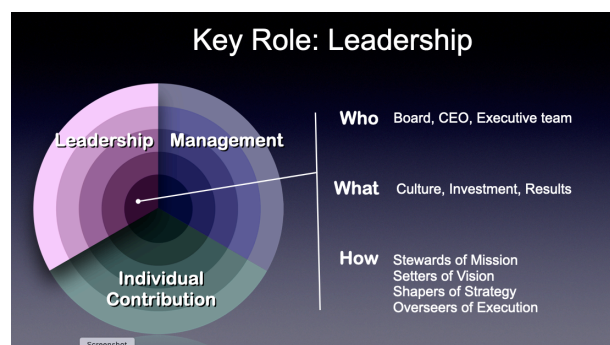 Key Role: Leadership
Leadership
Management
Individual
Contribution
Who
Board, CEO, Executive team
What
Culture, Investment, Results
How
Stewards of Mission
Setters of Vision
Shapers of Strategy
Overseers of Execution
Screenshot